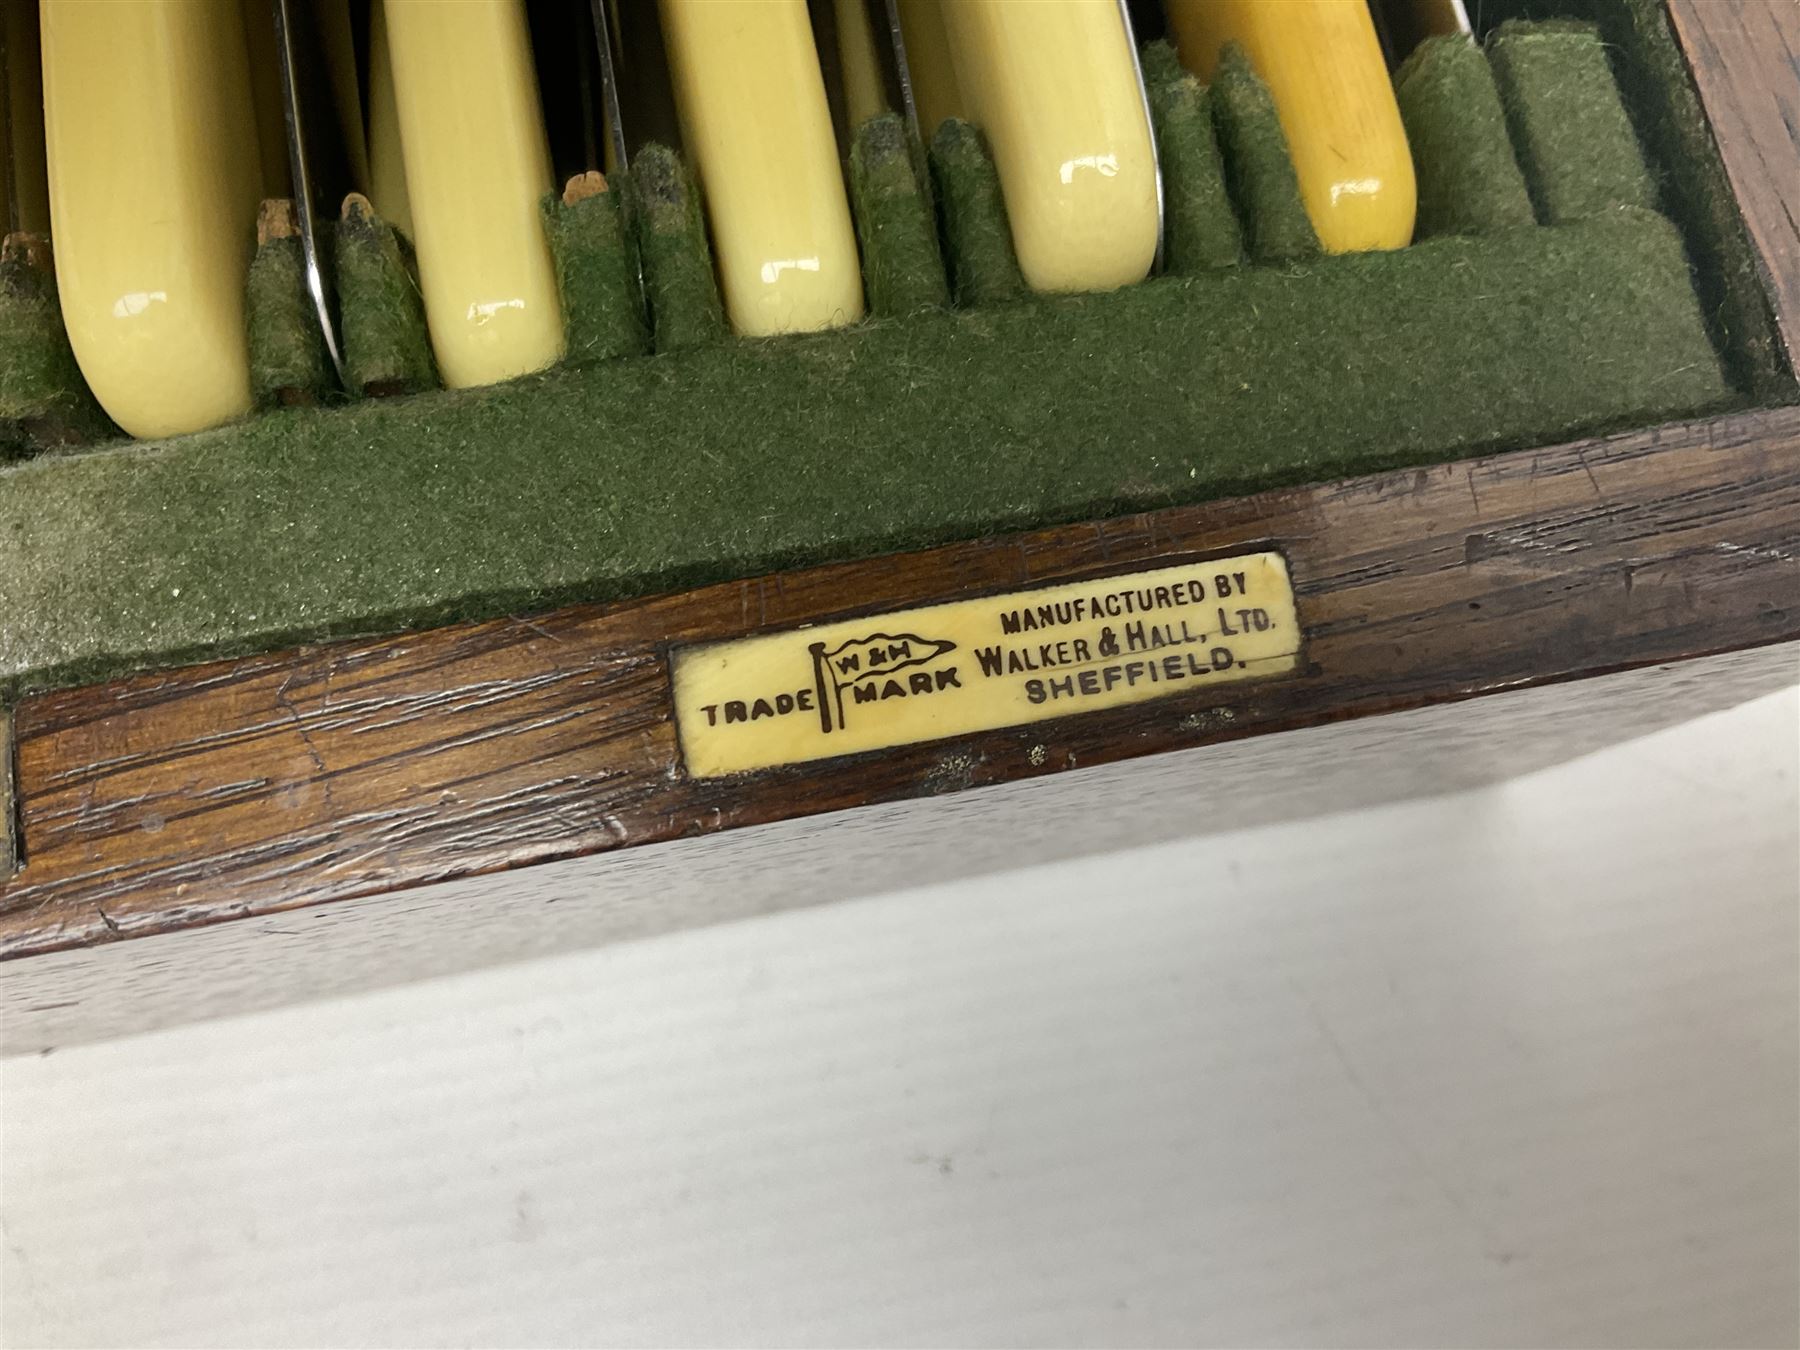 W & H
TRADE MARK
MANUFACTURED BY
WALKER & HALL, LTD.
SHEFFIELD.